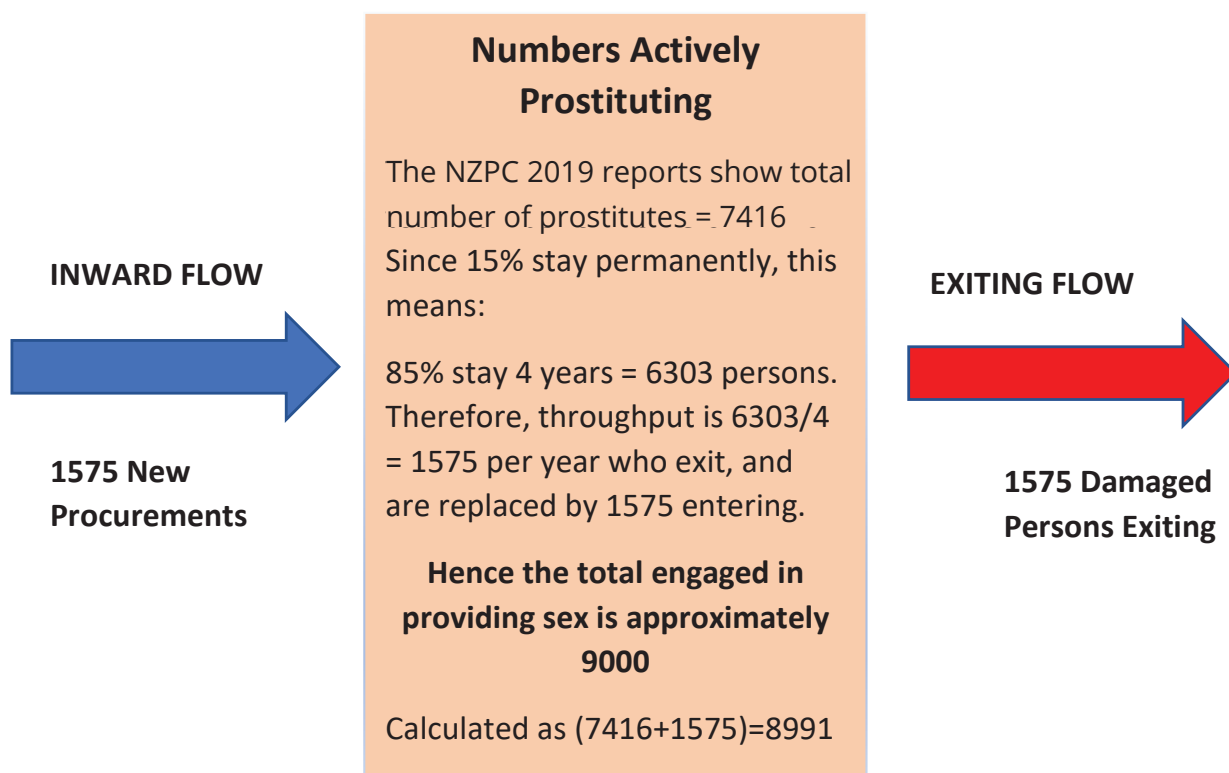 Numbers Actively
Prostituting
The NZPC 2019 reports show total
number of prostitutes = 7416
Since 15% stay permanently, this
means:
85% stay 4 years = 6303 persons.
Therefore, throughput is 6303/4
= 1575 per year who exit, and
are replaced by 1575 entering.
Hence the total engaged in
providing sex is approximately
9000
Calculated as (7416+1575)=8991
INWARD FLOW
1575 New
Procurements
EXITING FLOW
1575 Damaged
Persons Exiting